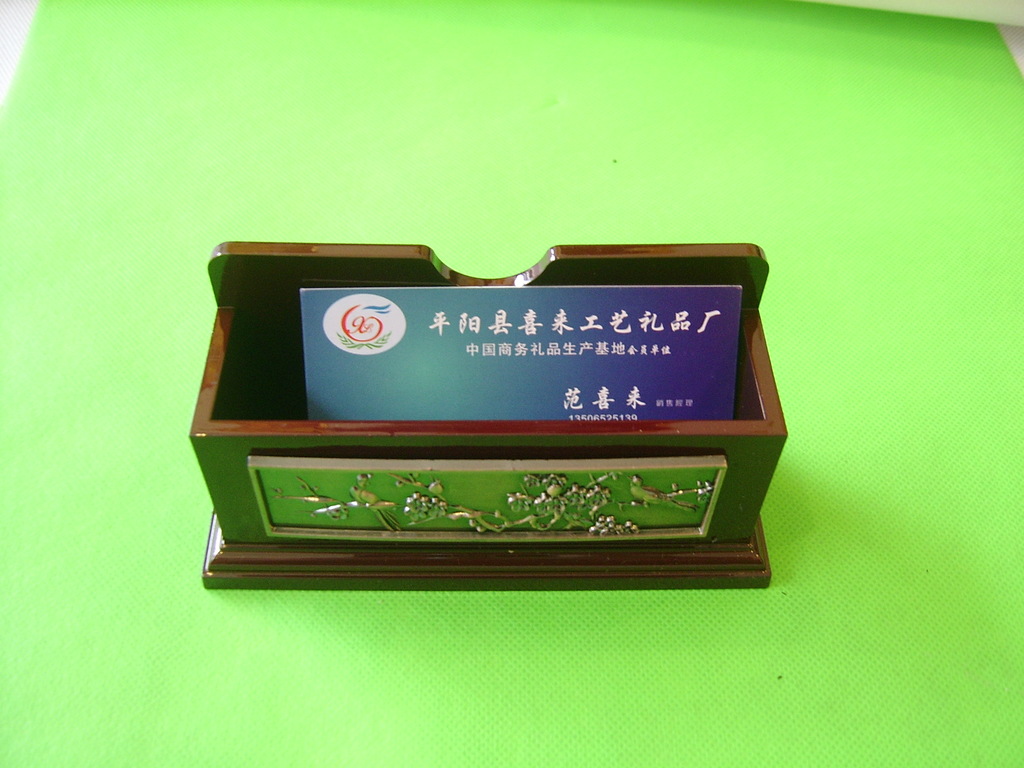 平阳县喜来工艺礼品厂
中国商务礼品生产基地会员单位
范喜来 销售经理
13506525139